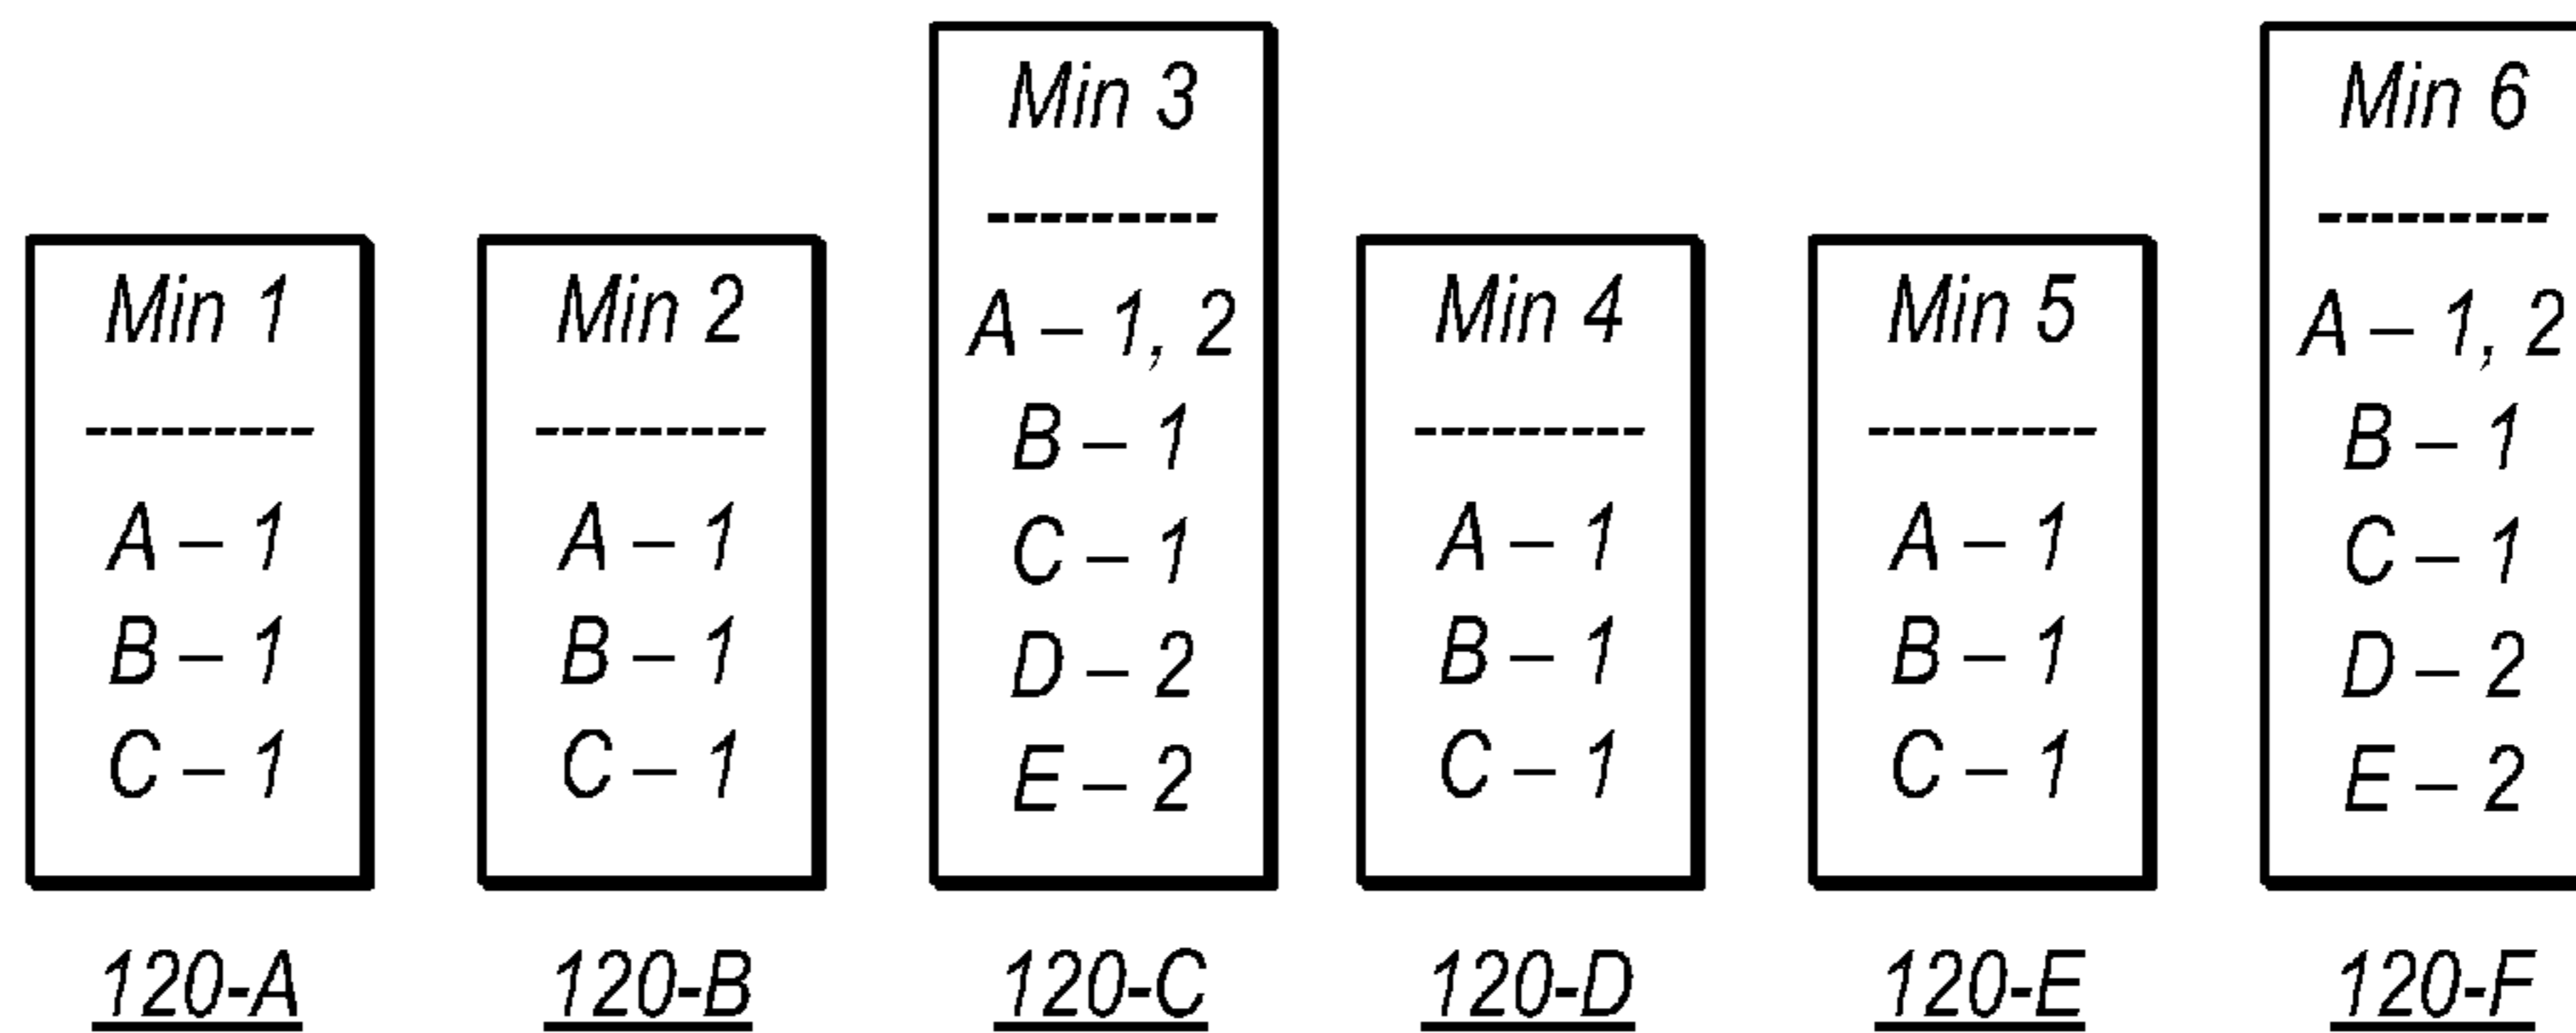 Min 1
---------
A – 1
B – 1
C – 1
120-A
Min 2
---------
A – 1
B – 1
C – 1
120-B
Min 3
---------
A – 1, 2
B – 1
C – 1
D – 2
E – 2
120-C
Min 4
---------
A – 1
B – 1
C – 1
120-D
Min 5
---------
A – 1
B – 1
C – 1
120-E
Min 6
---------
A – 1, 2
B – 1
C – 1
D – 2
E – 2
120-F